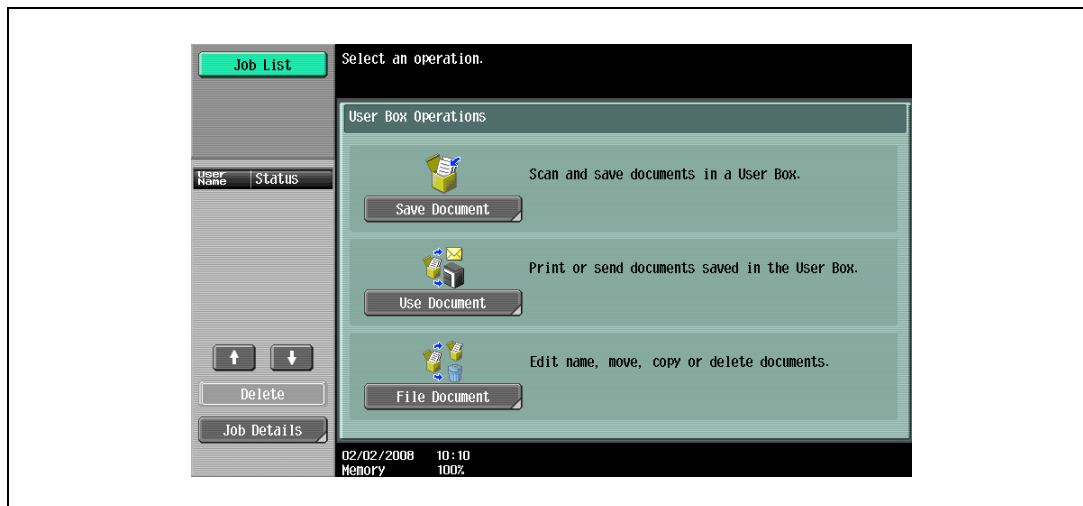 Job List
Select an operation.
User Box Operations
User Name Status
Scan and save documents in a User Box.
Save Document
Print or send documents saved in the User Box.
Use Document
Edit name, move, copy or delete documents.
File Document
Delete
Job Details
02/02/2008 10:10
Memory 100%